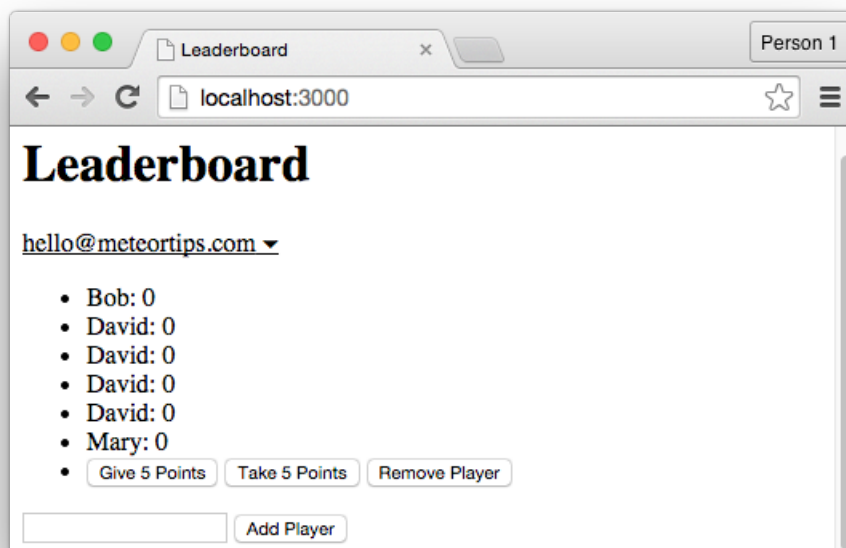 Leaderboard
Person 1
localhost:3000
Leaderboard
hello@meteortips.com
Bob: 0
David: 0
David: 0
David: 0
David: 0
Mary: 0
Give 5 Points Take 5 Points Remove Player
Add Player